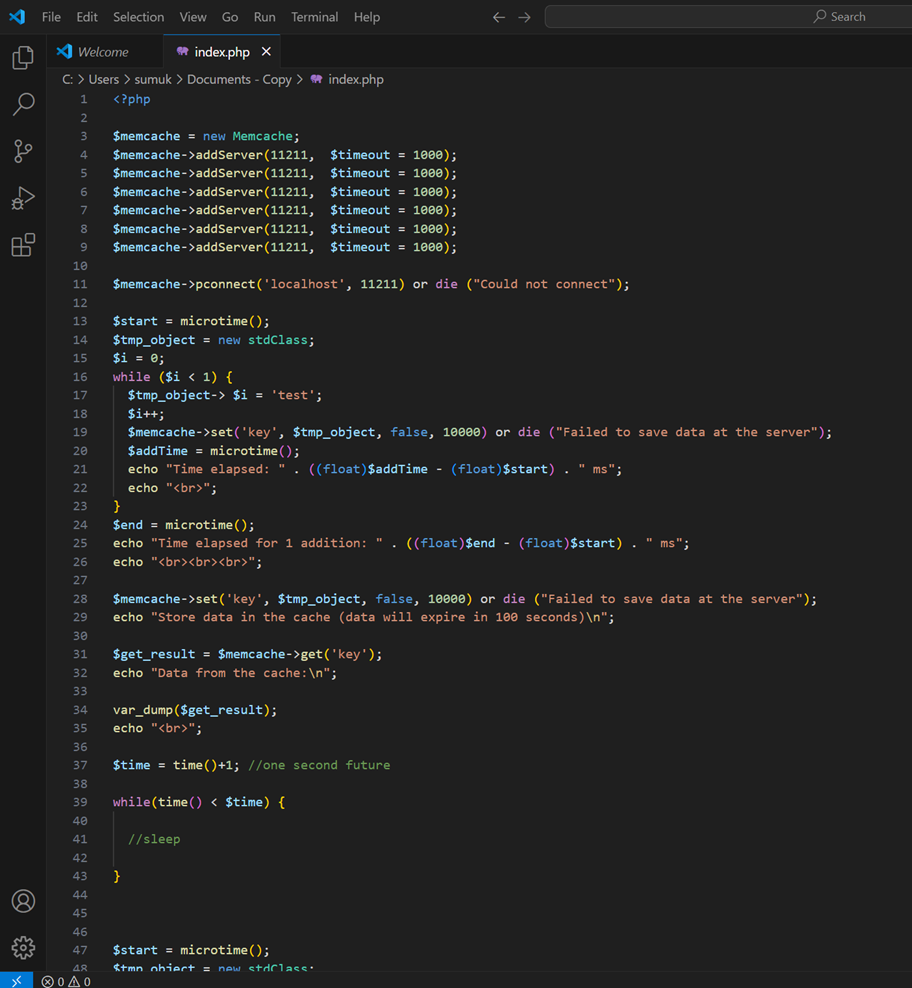 File Edit Selection View Go Run Terminal Help Search
Welcome index.php
C: > Users > sumuk > Documents - Copy > index.php
1 <?php
2
3 $memcache = new Memcache;
4 $memcache->addServer(11211,  $timeout = 1000);
5 $memcache->addServer(11211,  $timeout = 1000);
6 $memcache->addServer(11211,  $timeout = 1000);
7 $memcache->addServer(11211,  $timeout = 1000);
8 $memcache->addServer(11211,  $timeout = 1000);
9 $memcache->addServer(11211,  $timeout = 1000);
10
11 $memcache->pconnect('localhost', 11211) or die ("Could not connect");
12
13 $start = microtime();
14 $tmp_object = new stdClass;
15 $i = 0;
16 while ($i < 1) {
17   $tmp_object-> $i = 'test';
18   $i++;
19   $memcache->set('key', $tmp_object, false, 10000) or die ("Failed to save data at the server");
20   $addTime = microtime();
21   echo "Time elapsed: " . ((float)$addTime - (float)$start) . " ms";
22   echo "<br>";
23 }
24 $end = microtime();
25 echo "Time elapsed for 1 addition: " . ((float)$end - (float)$start) . " ms";
26 echo "<br><br><br>";
27
28 $memcache->set('key', $tmp_object, false, 10000) or die ("Failed to save data at the server");
29 echo "Store data in the cache (data will expire in 100 seconds)\n";
30
31 $get_result = $memcache->get('key');
32 echo "Data from the cache:\n";
33
34 var_dump($get_result);
35 echo "<br>";
36
37 $time = time()+1; //one second future
38
39 while(time() < $time) {
40
41   //sleep
42
43 }
44
45
46
47 $start = microtime();
48 $tmp_object = new stdClass;
0 0